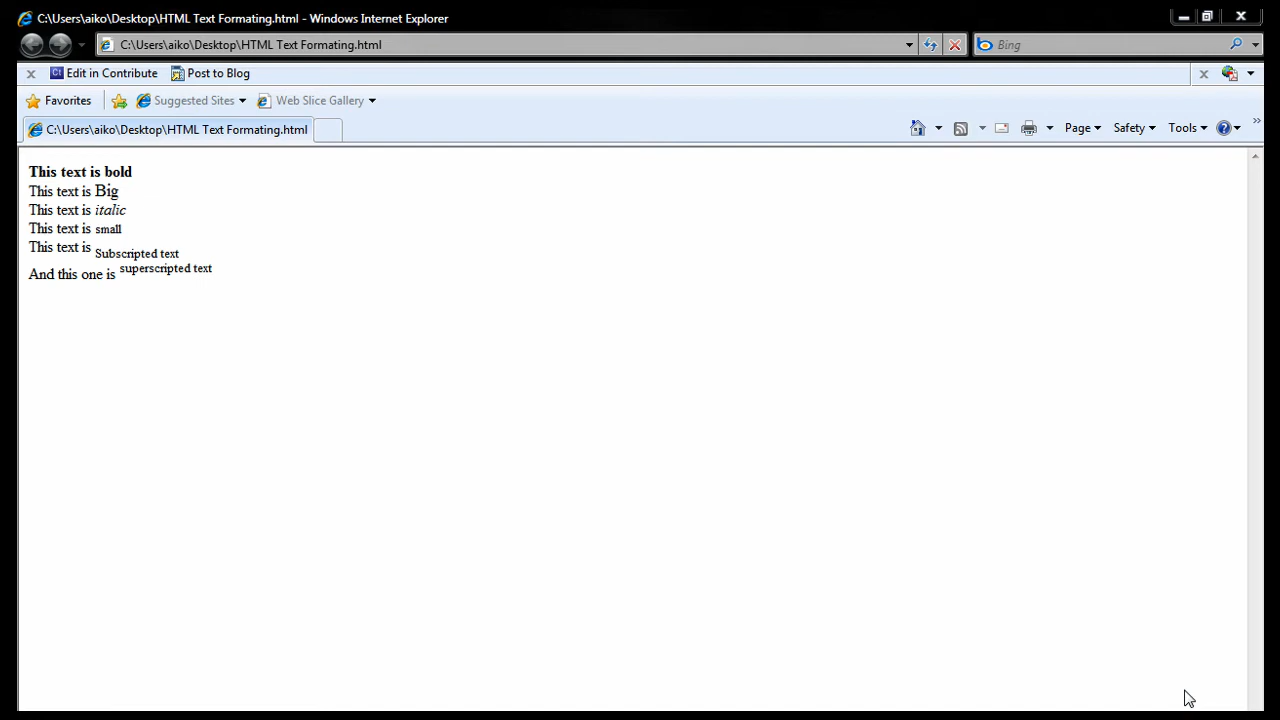 C:\Users\aiko\Desktop\HTML Text Formating.html - Windows Internet Explorer
C:\Users\aiko\Desktop\HTML Text Formating.html
Bing
Edit in Contribute
Post to Blog
Favorites
Suggested Sites
Web Slice Gallery
C:\Users\aiko\Desktop\HTML Text Formating.html
Page
Safety
Tools
This text is bold
This text is Big
This text is italic
This text is small
This text is Subscripted text
And this one is superscripted text